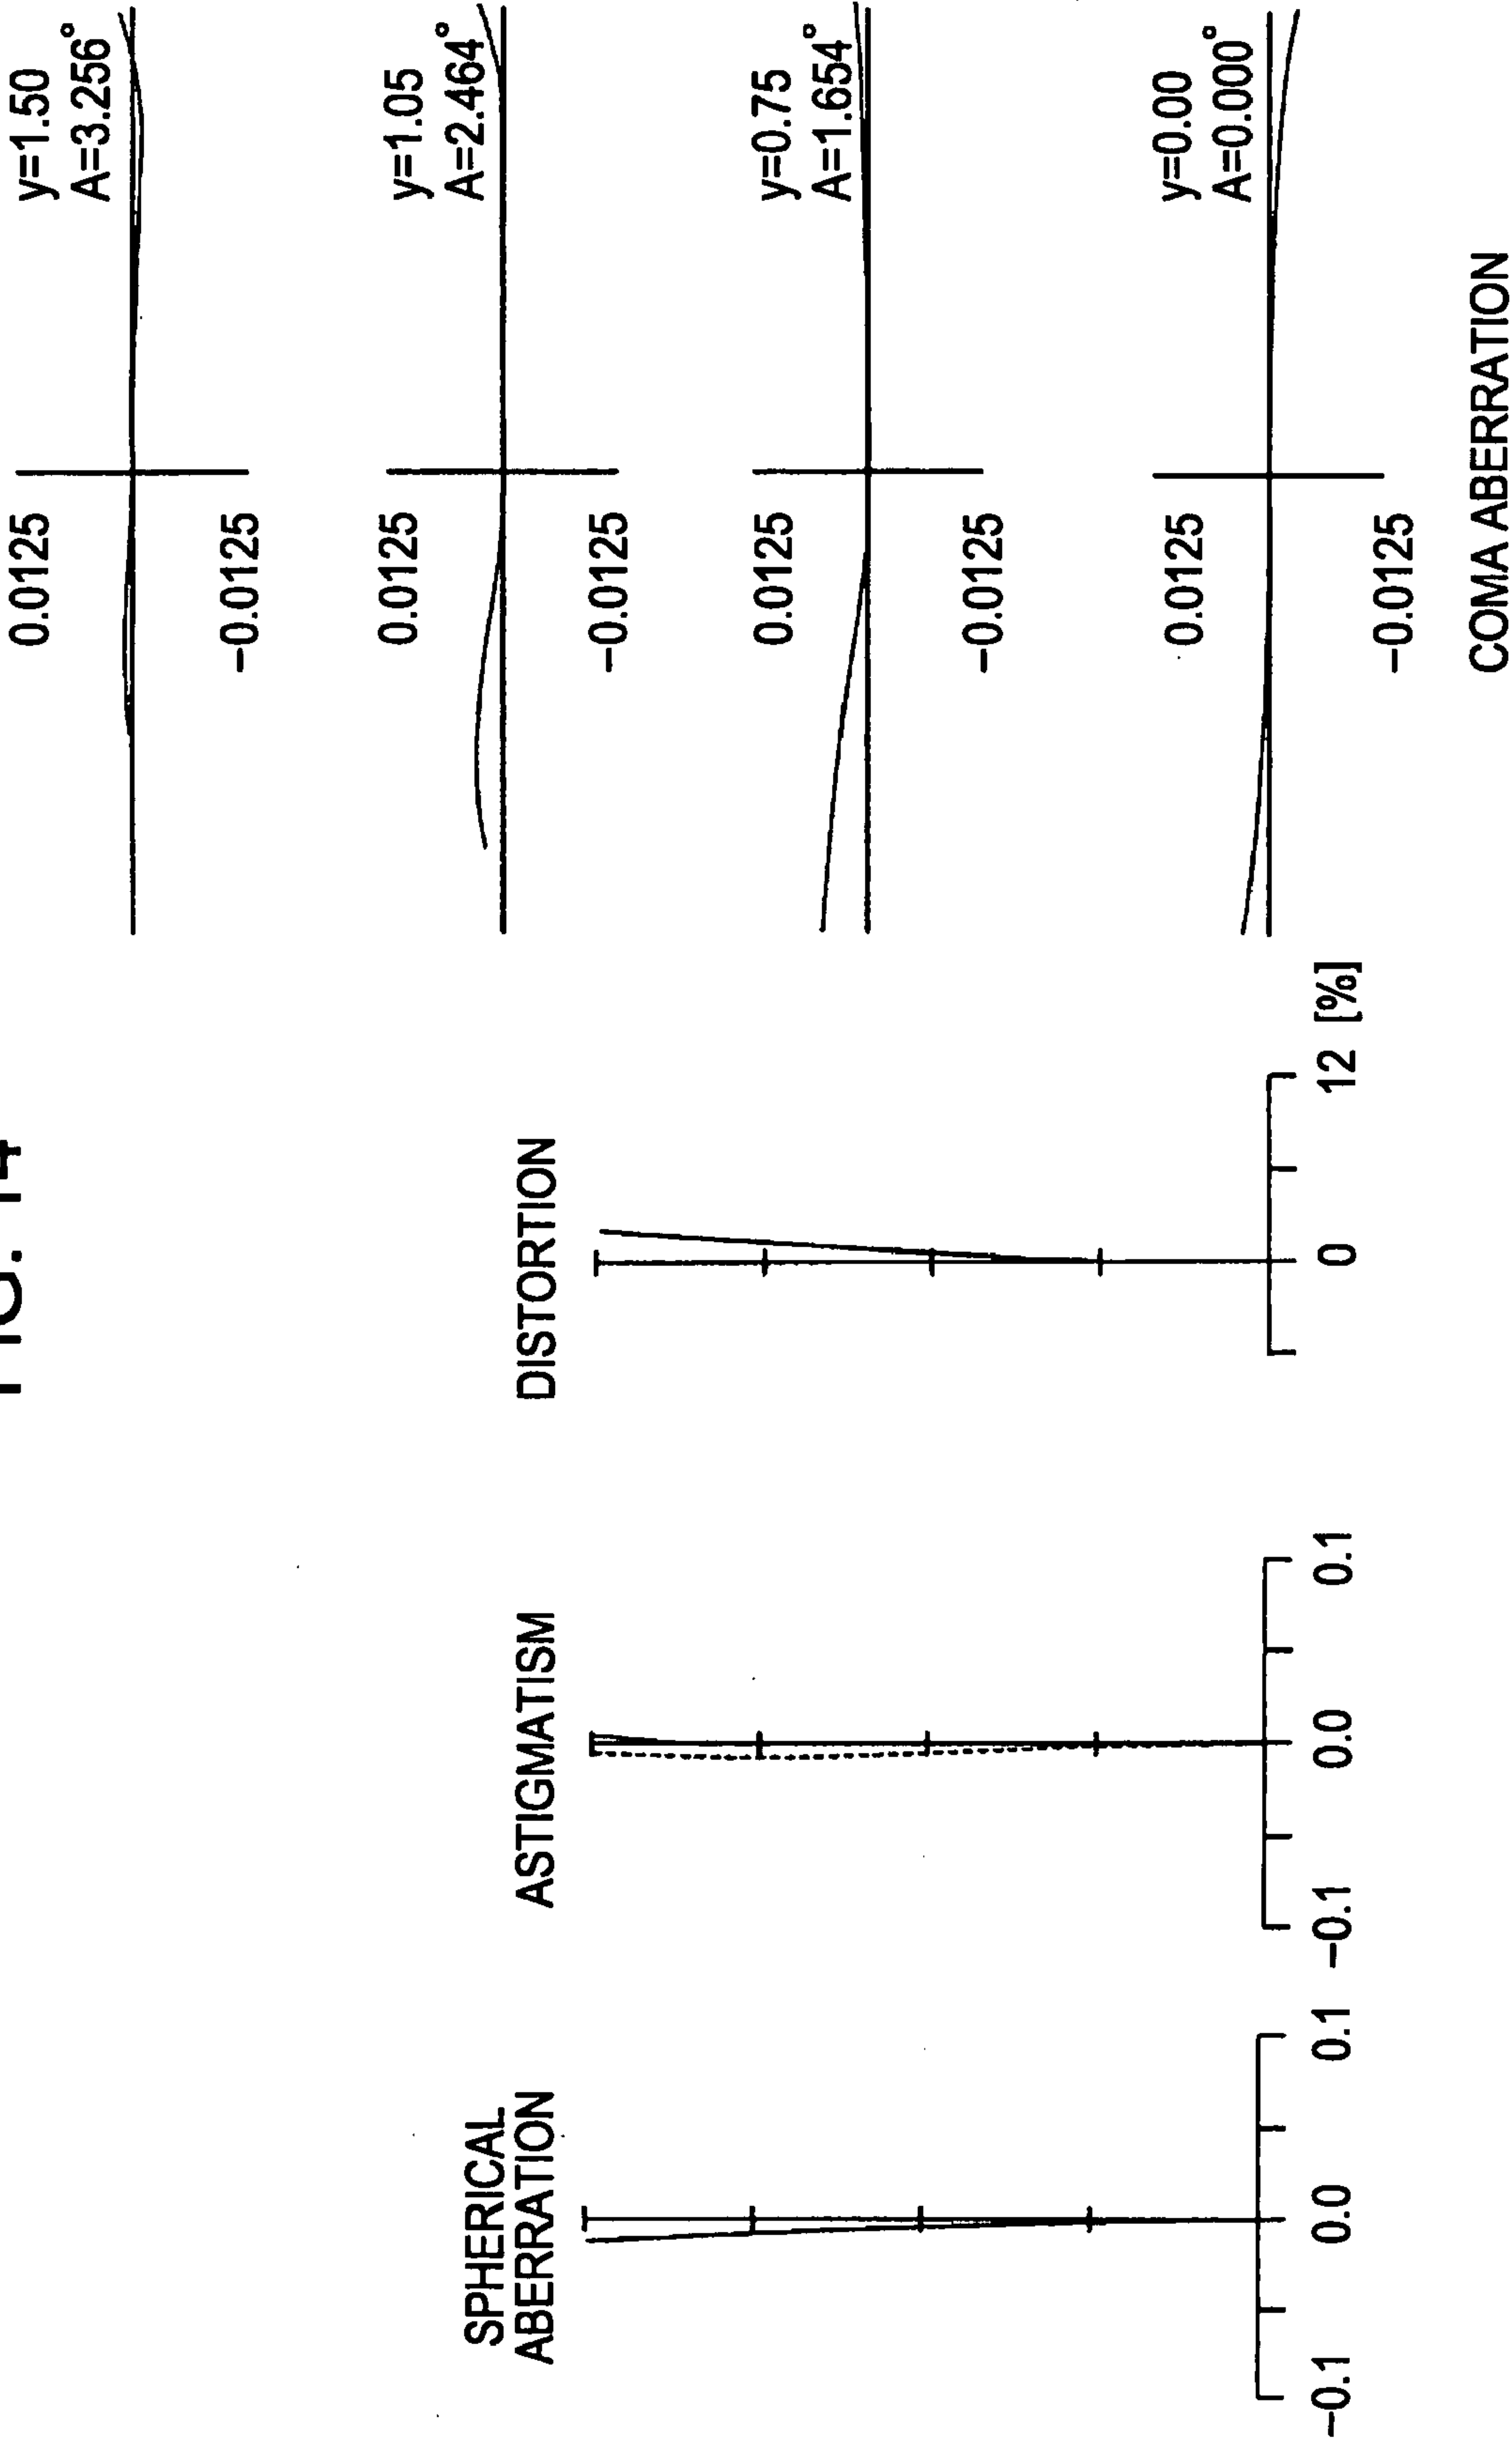 FIG. 14
SPHERICAL
ABERRATION
-0.1
0.0
0.1
ASTIGMATISM
-0.1
0.0
0.1
DISTORTION
0
12 [%]
y=1.50
A=3.256°
0.0125
-0.0125
y=1.05
A=2.464°
0.0125
-0.0125
y=0.75
A=1.654°
0.0125
-0.0125
y=0.00
A=0.000°
0.0125
-0.0125
COMA ABERRATION